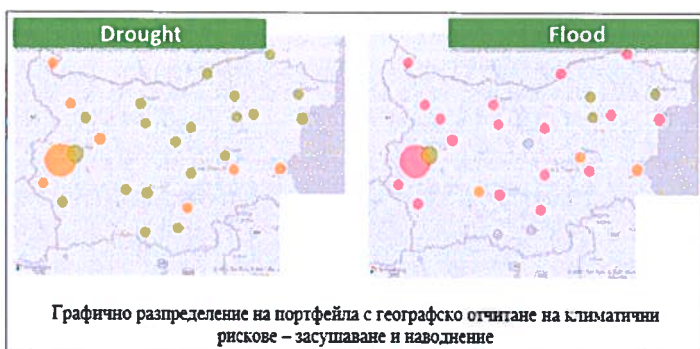 Drought
Flood
Графично разпределение на портфейла с географско отчитане на климатични
рискове – засушаване и наводнение